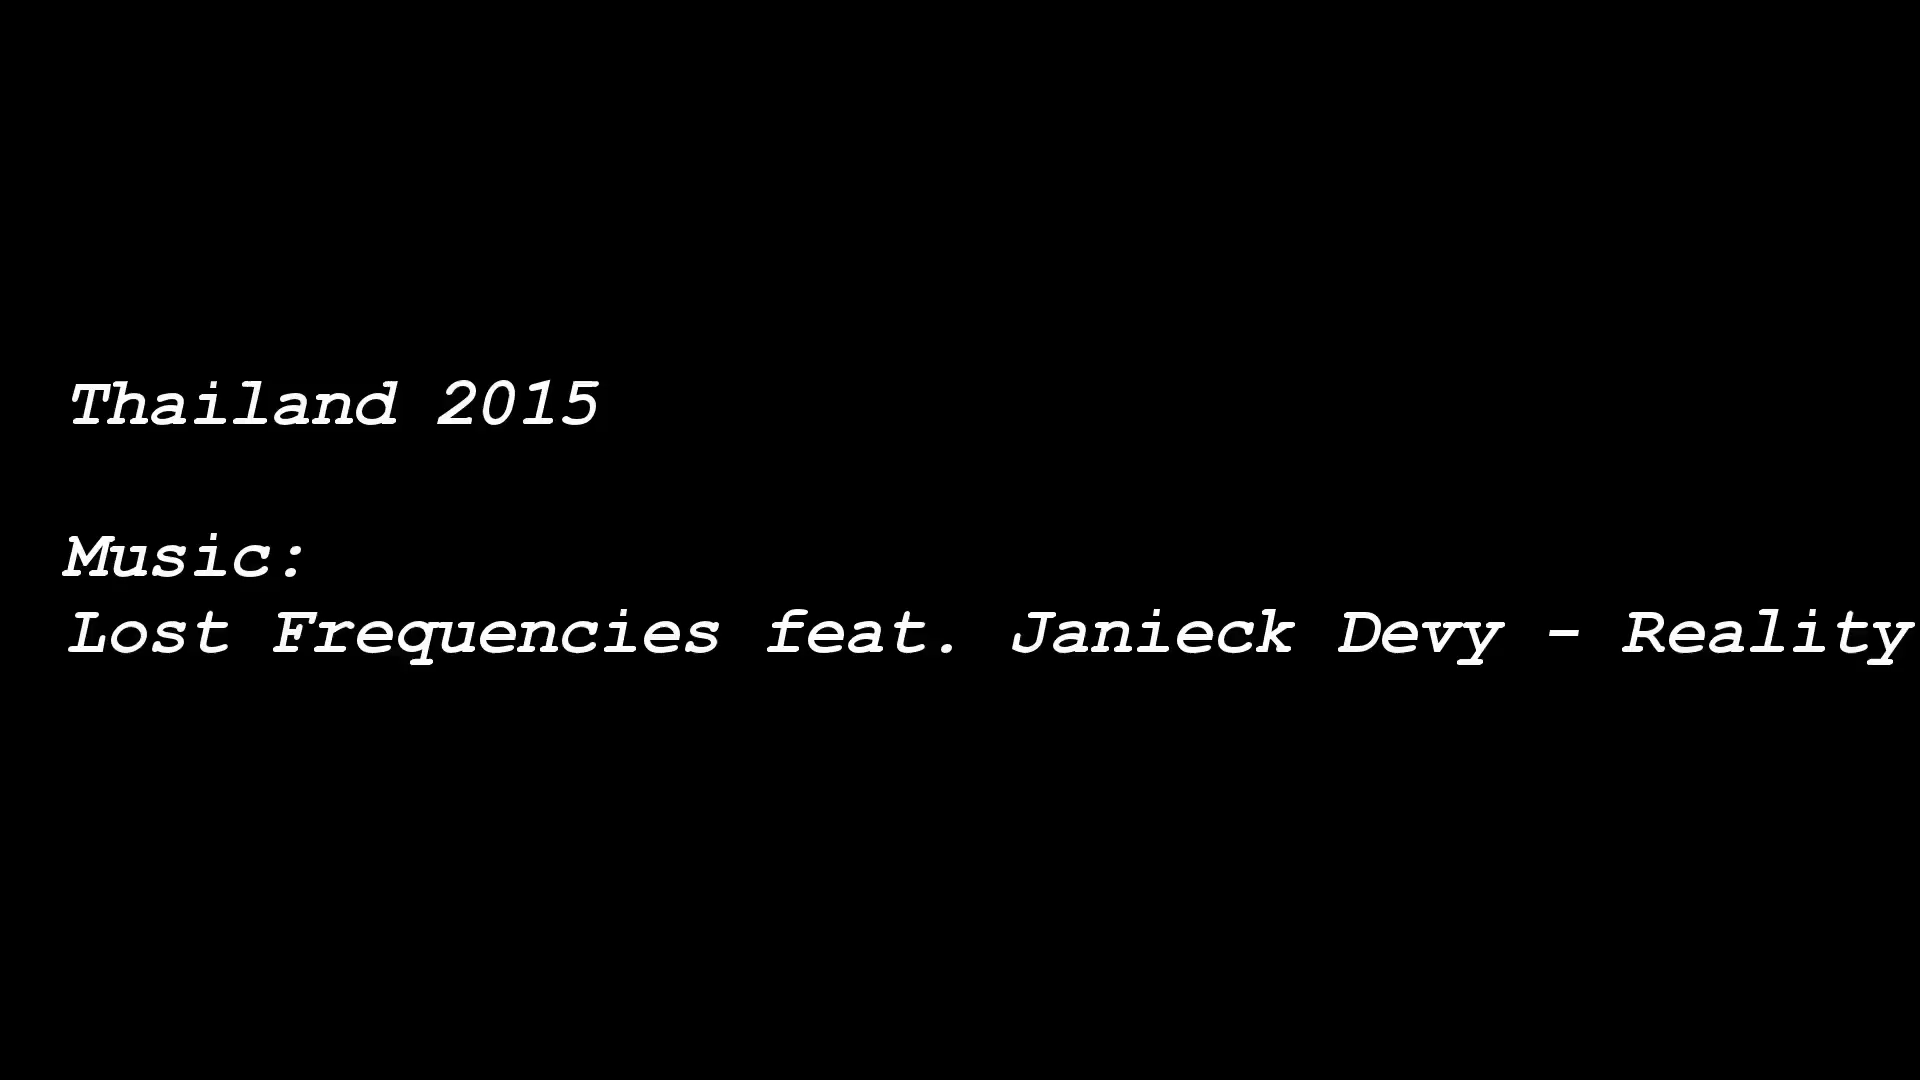 Thailand 2015
Music:
Lost Frequencies feat. Janieck Devy - Reality